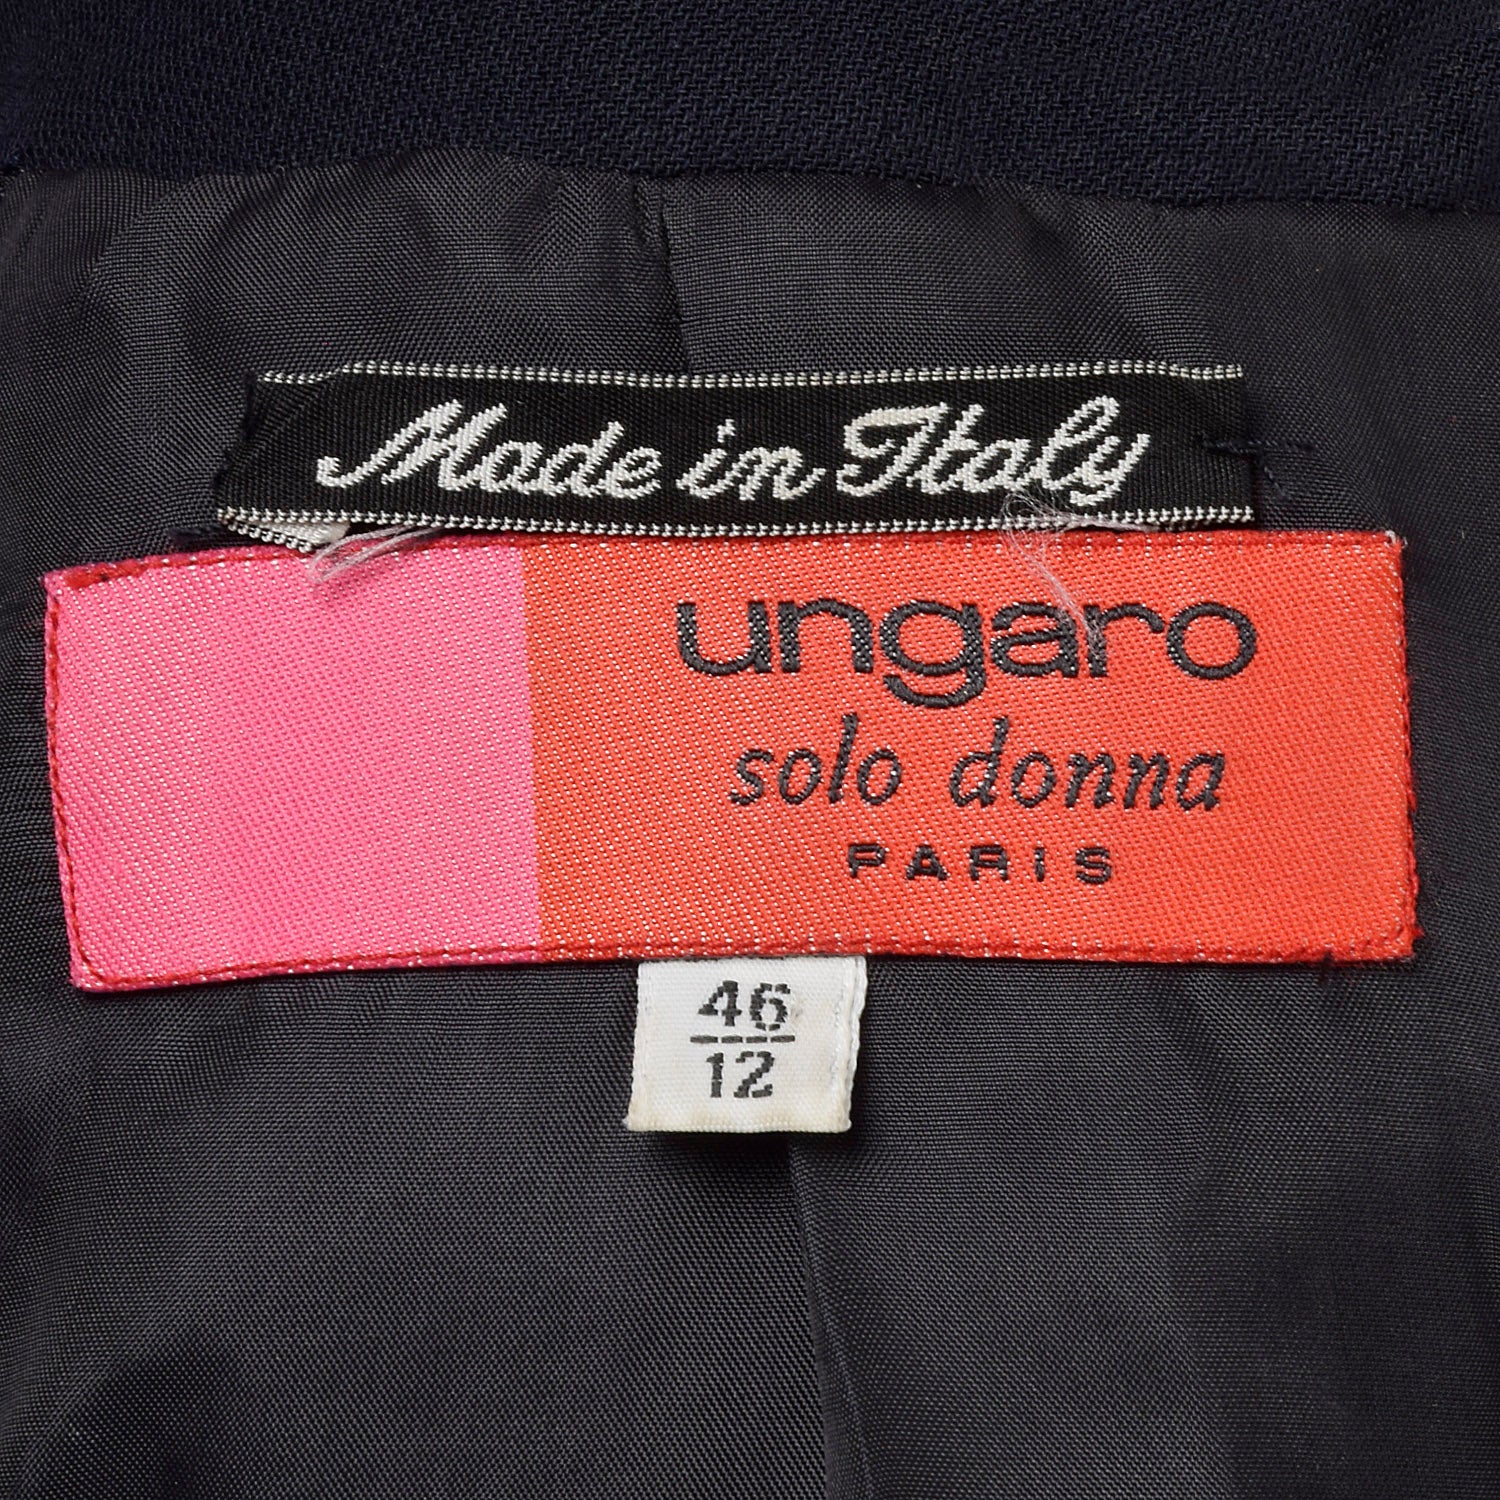 Made in Italy
ungaro
solo donna
PARIS
46
12